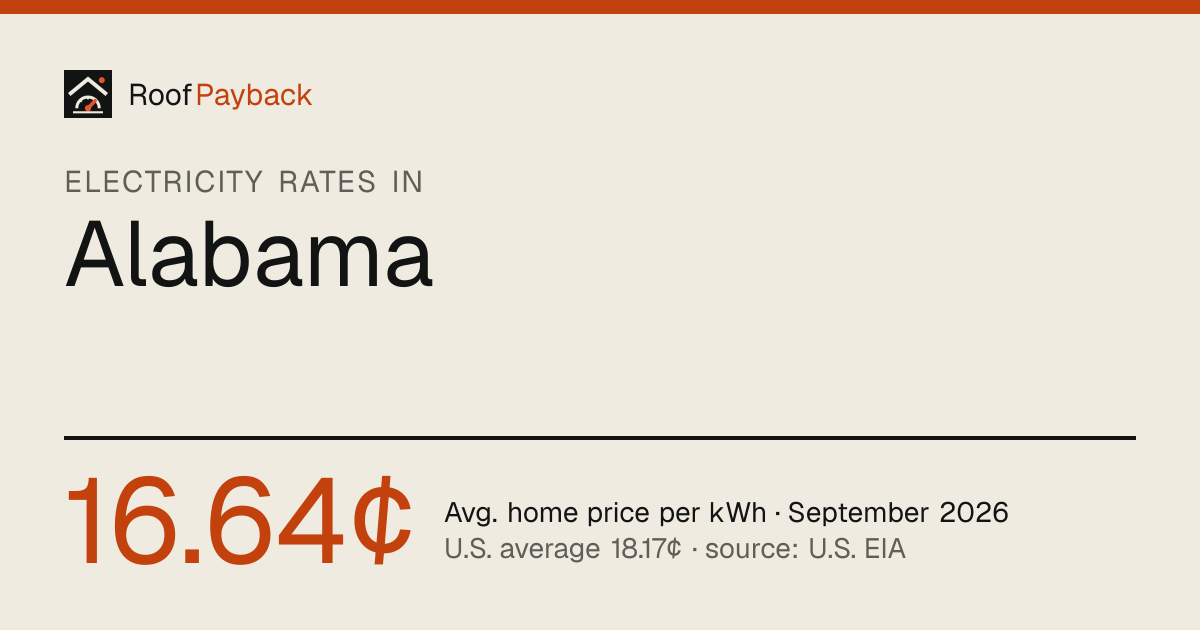 RoofPayback
ELECTRICITY RATES IN
Alabama
16.64¢
Avg. home price per kWh · September 2026
U.S. average 18.17¢ · source: U.S. EIA